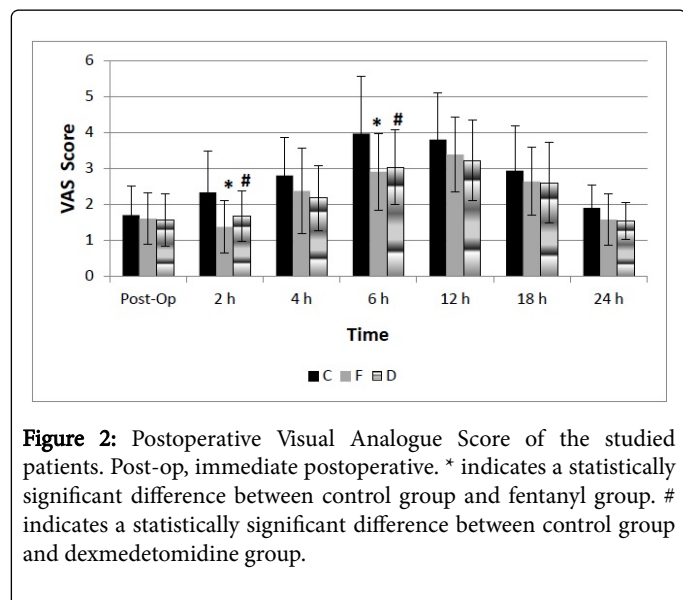 6
5
4
3
2
1
0
VAS Score
* #
* #
Post-Op 2 h 4 h 6 h 12 h 18 h 24 h
Time
C F D
Figure 2: Postoperative Visual Analogue Score of the studied
patients. Post-op, immediate postoperative. * indicates a statistically
significant difference between control group and fentanyl group. #
indicates a statistically significant difference between control group
and dexmedetomidine group.